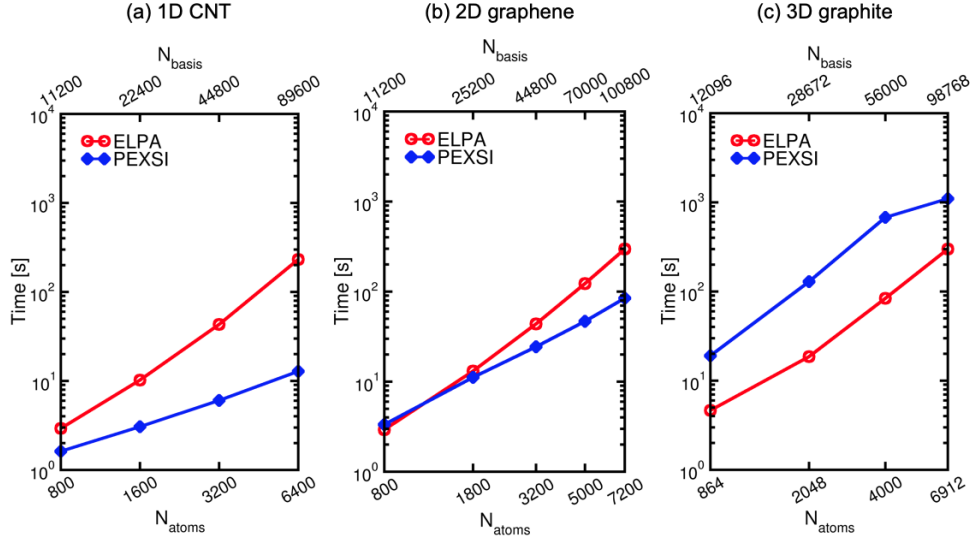 (a) 1D CNT
N_basis
11200 22400 44800 89600
10^4
10^3
10^2
10^1
10^0
Time [s]
ELPA
PEXSI
800 1600 3200 6400
N_atoms
(b) 2D graphene
N_basis
11200 25200 44800 70000 100800
10^4
10^3
10^2
10^1
10^0
Time [s]
ELPA
PEXSI
800 1800 3200 5000 7200
N_atoms
(c) 3D graphite
N_basis
12096 28672 56000 98768
10^4
10^3
10^2
10^1
10^0
Time [s]
ELPA
PEXSI
864 2048 4000 6912
N_atoms